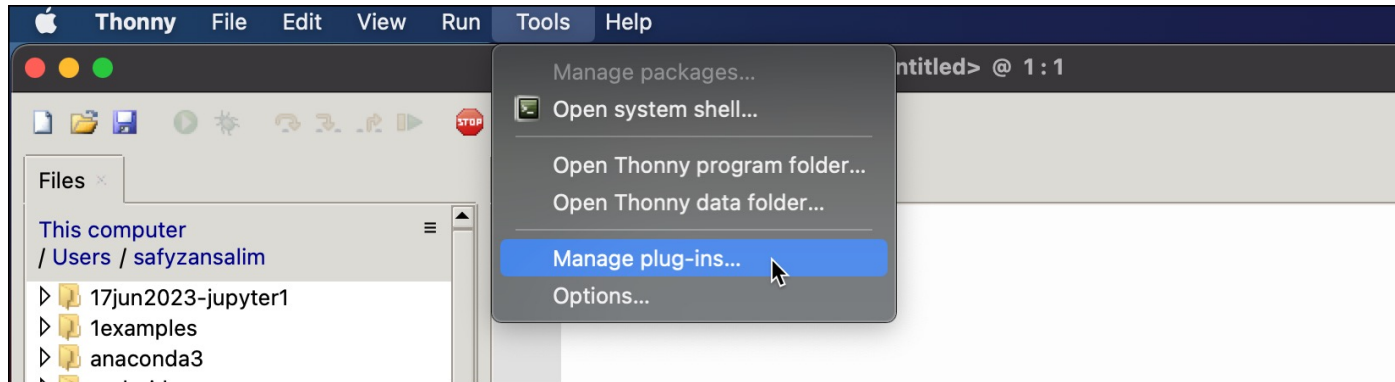 Thonny File Edit View Run Tools Help
ntitled> @ 1:1
Manage packages...
Open system shell...
STOP
Open Thonny program folder...
Open Thonny data folder...
Manage plug-ins...
Options...
Files
This computer
/ Users / safyzansalim
17jun2023-jupyter1
1examples
anaconda3